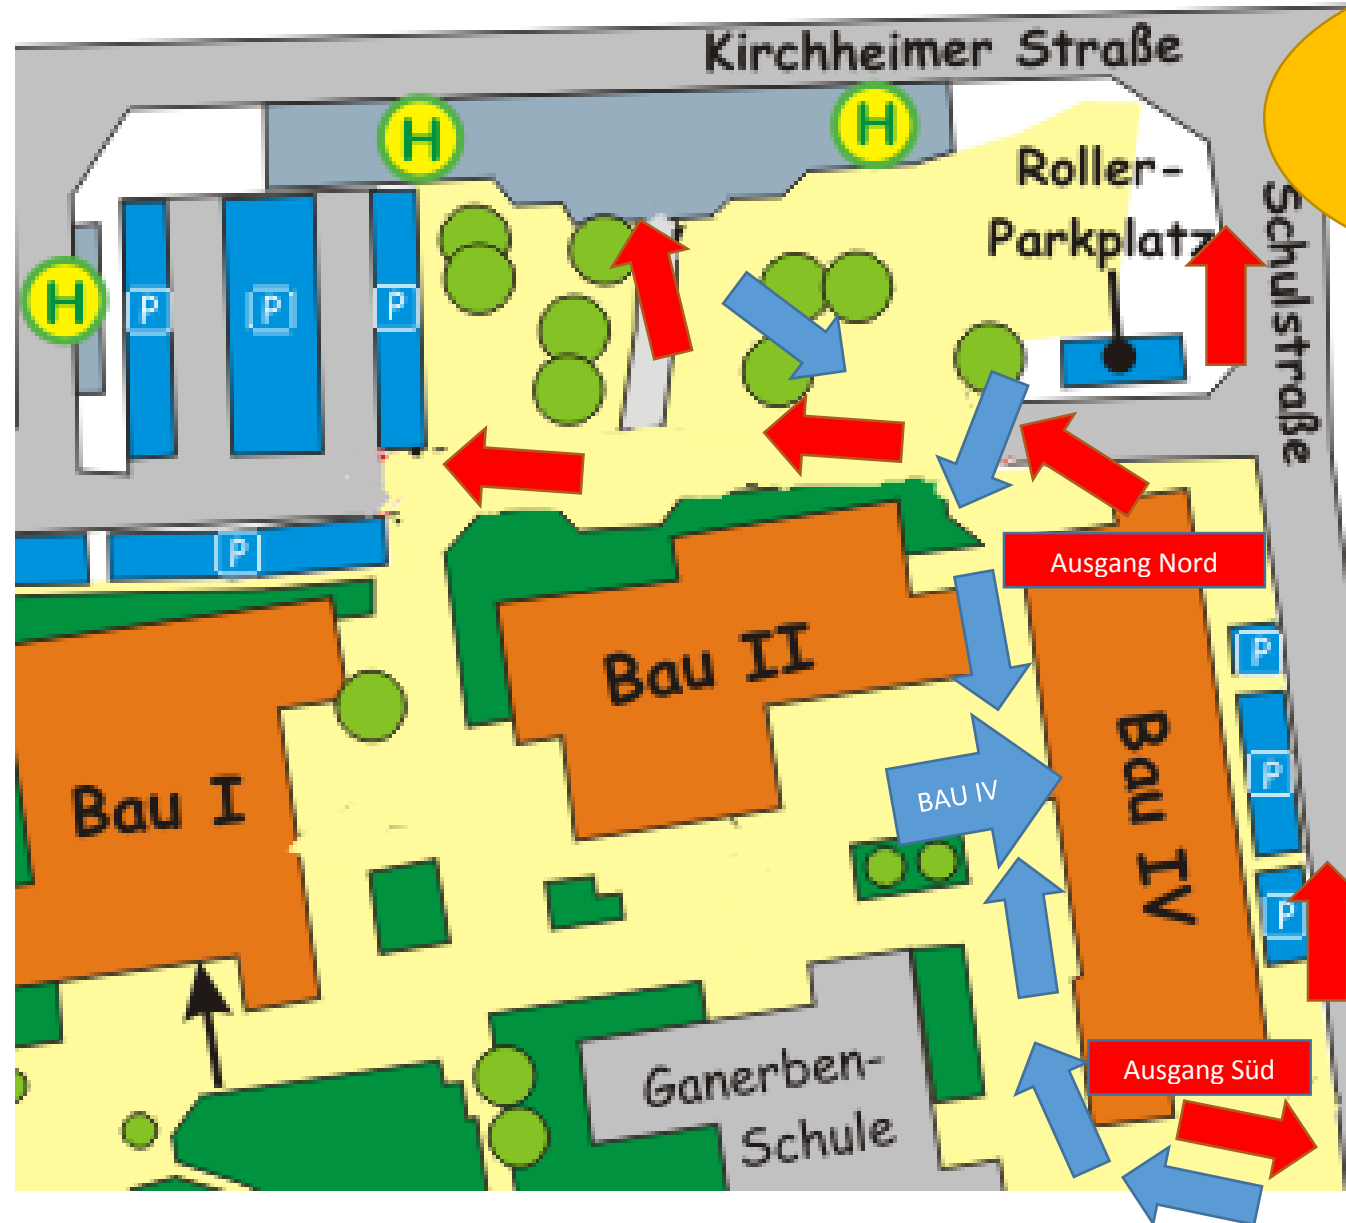 Kirchheimer Straße
H
H
Roller-
Parkplatz
Schulstraße
H
P
P
P
P
Ausgang Nord
Bau II
P
Bau I
Bau IV
P
BAU IV
P
Ganerben-
Schule
Ausgang Süd